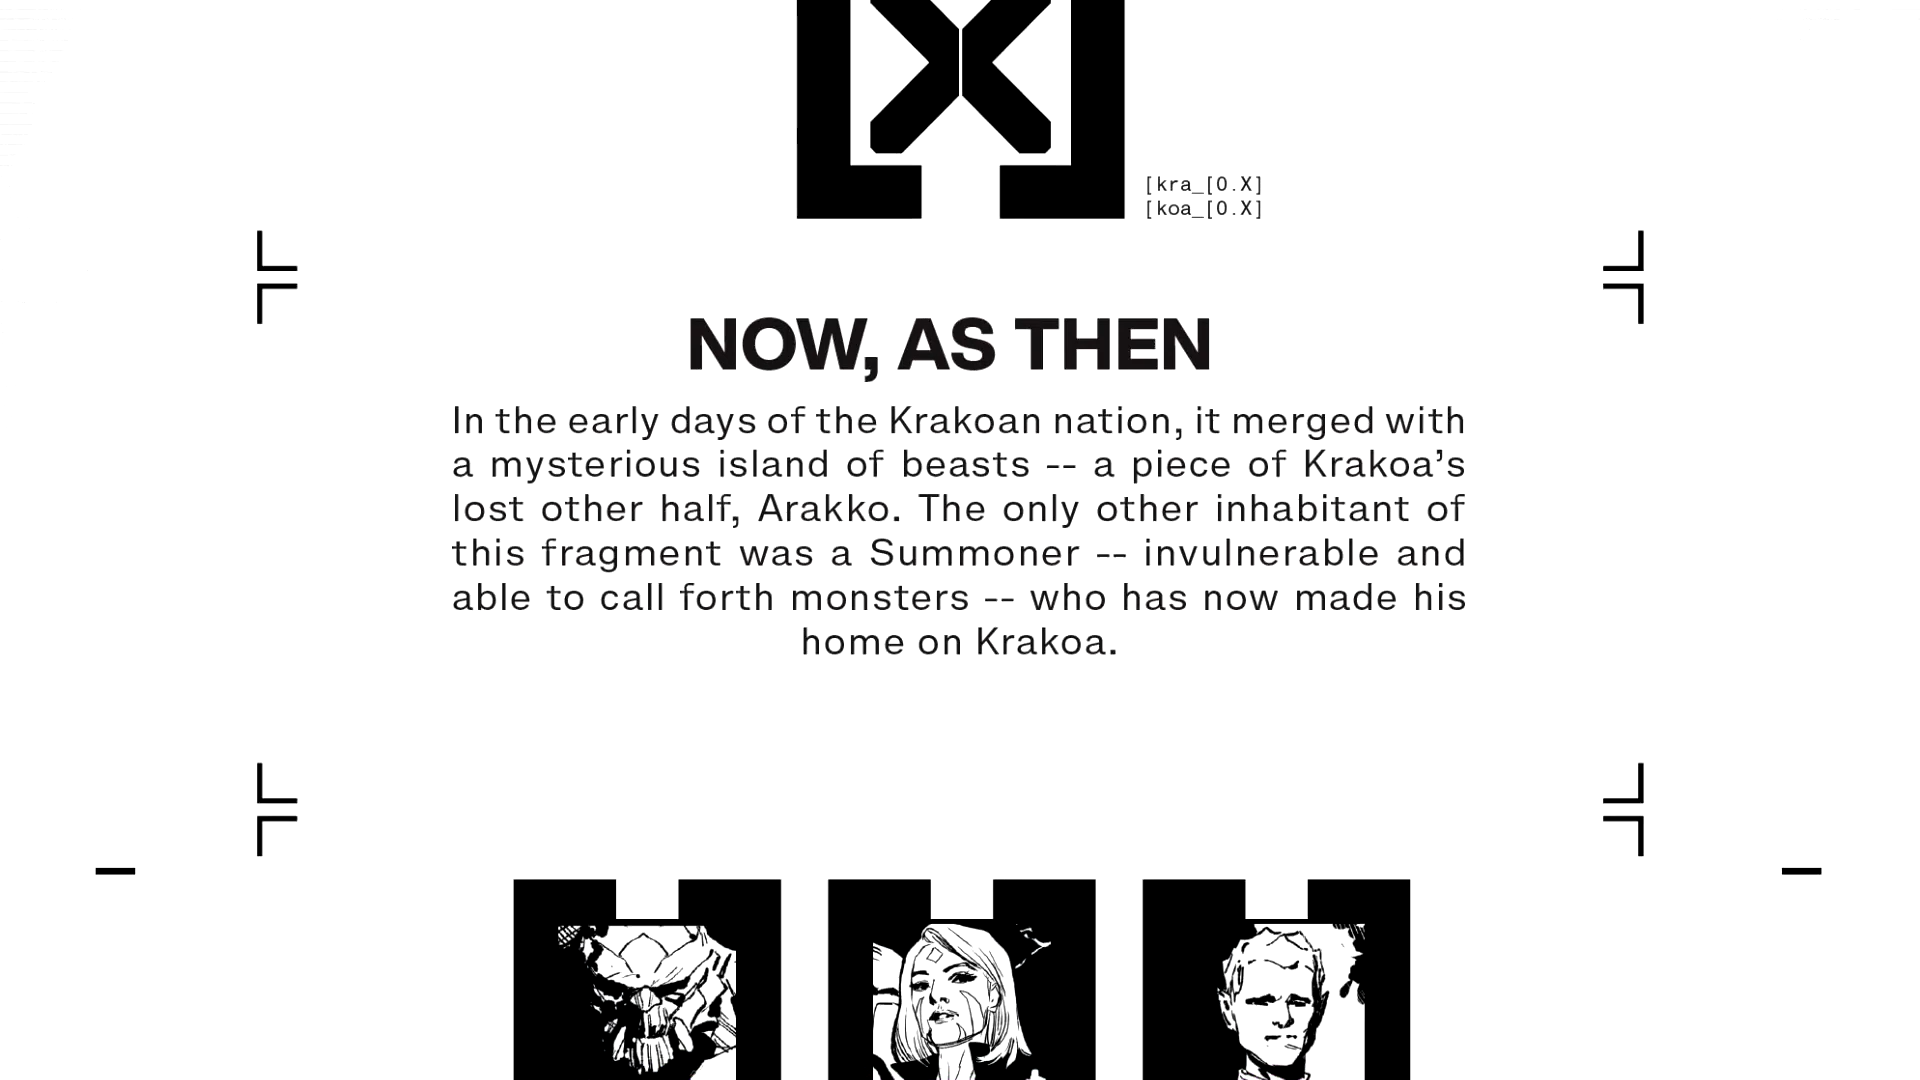 [kra_[0.X]
[koa_[0.X]
NOW, AS THEN
In the early days of the Krakoan nation, it merged with
a mysterious island of beasts -- a piece of Krakoa’s
lost other half, Arakko. The only other inhabitant of
this fragment was a Summoner -- invulnerable and
able to call forth monsters -- who has now made his
home on Krakoa.